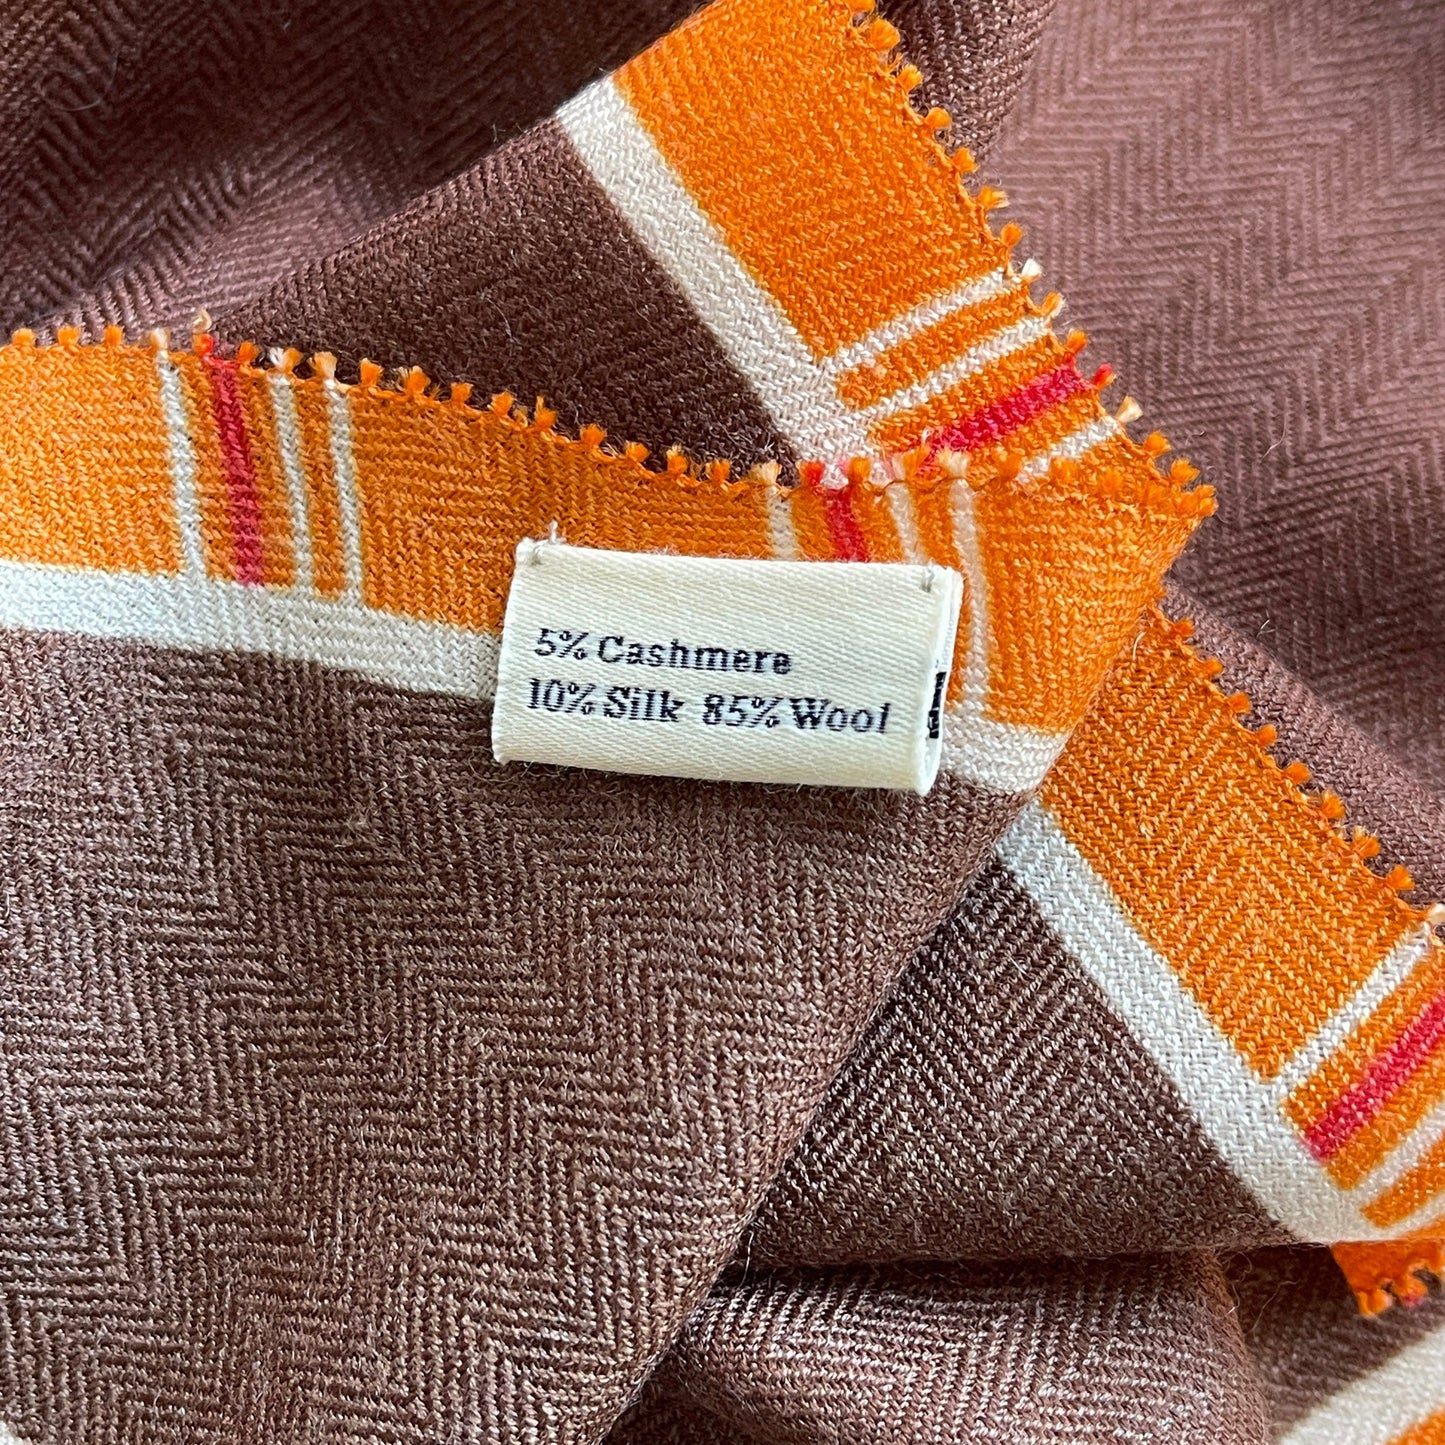 5% Cashmere
10% Silk 85% Wool